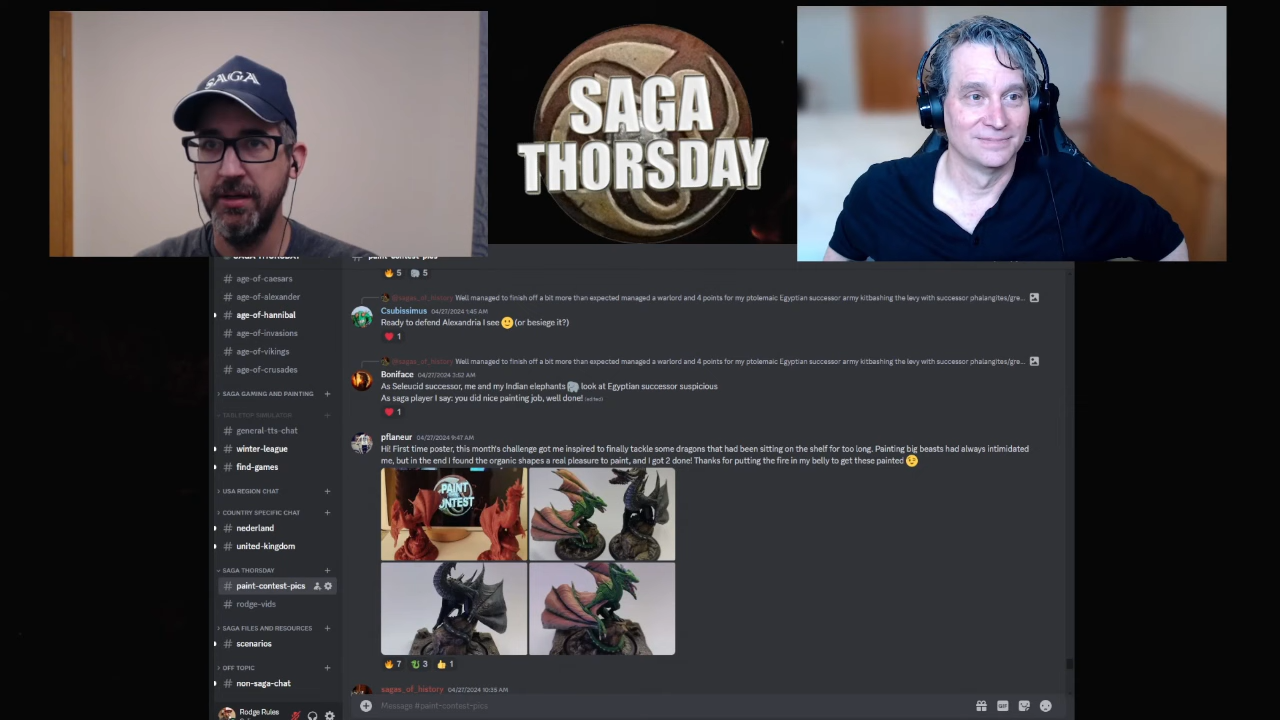 SAGA
SAGA
THORSDAY
SAGA THORSDAY
paint-contest-pics
# age-of-caesars
# age-of-alexander
# age-of-hannibal
# age-of-invasions
# age-of-vikings
# age-of-crusades
SAGA GAMING AND PAINTING +
TABLETOP SIMULATOR +
# general-tts-chat
# winter-league
# find-games
USA REGION CHAT +
COUNTRY SPECIFIC CHAT +
# nederland
# united-kingdom
SAGA THORSDAY +
# paint-contest-pics
# rodge-vids
SAGA FILES AND RESOURCES +
# scenarios
OFF TOPIC +
# non-saga-chat
Rodge Rules
🔥 5 🐘 5
@sagas_of_history Well managed to finish off a bit more than expected managed a warlord and 4 points for my ptolemaic Egyptian successor army kitbashing the levy with successor phalangites/gre...
Csubissimus 04/27/2024 1:45 AM
Ready to defend Alexandria I see 🙂 (or besiege it?)
❤️ 1
@sagas_of_history Well managed to finish off a bit more than expected managed a warlord and 4 points for my ptolemaic Egyptian successor army kitbashing the levy with successor phalangites/gre...
Boniface 04/27/2024 3:52 AM
As Seleucid successor, me and my Indian elephants 🐘 look at Egyptian successor suspicious
As saga player I say: you did nice painting job, well done! (edited)
❤️ 1
pflaneur 04/27/2024 9:47 AM
Hi! First time poster, this month's challenge got me inspired to finally tackle some dragons that had been sitting on the shelf for too long. Painting big beasts had always intimidated
me, but in the end I found the organic shapes a real pleasure to paint, and I got 2 done! Thanks for putting the fire in my belly to get these painted 😉
PAINT
🔥 7 🐉 3 👍 1
sagas_of_history 04/27/2024 10:35 AM
Message #paint-contest-pics
GIF